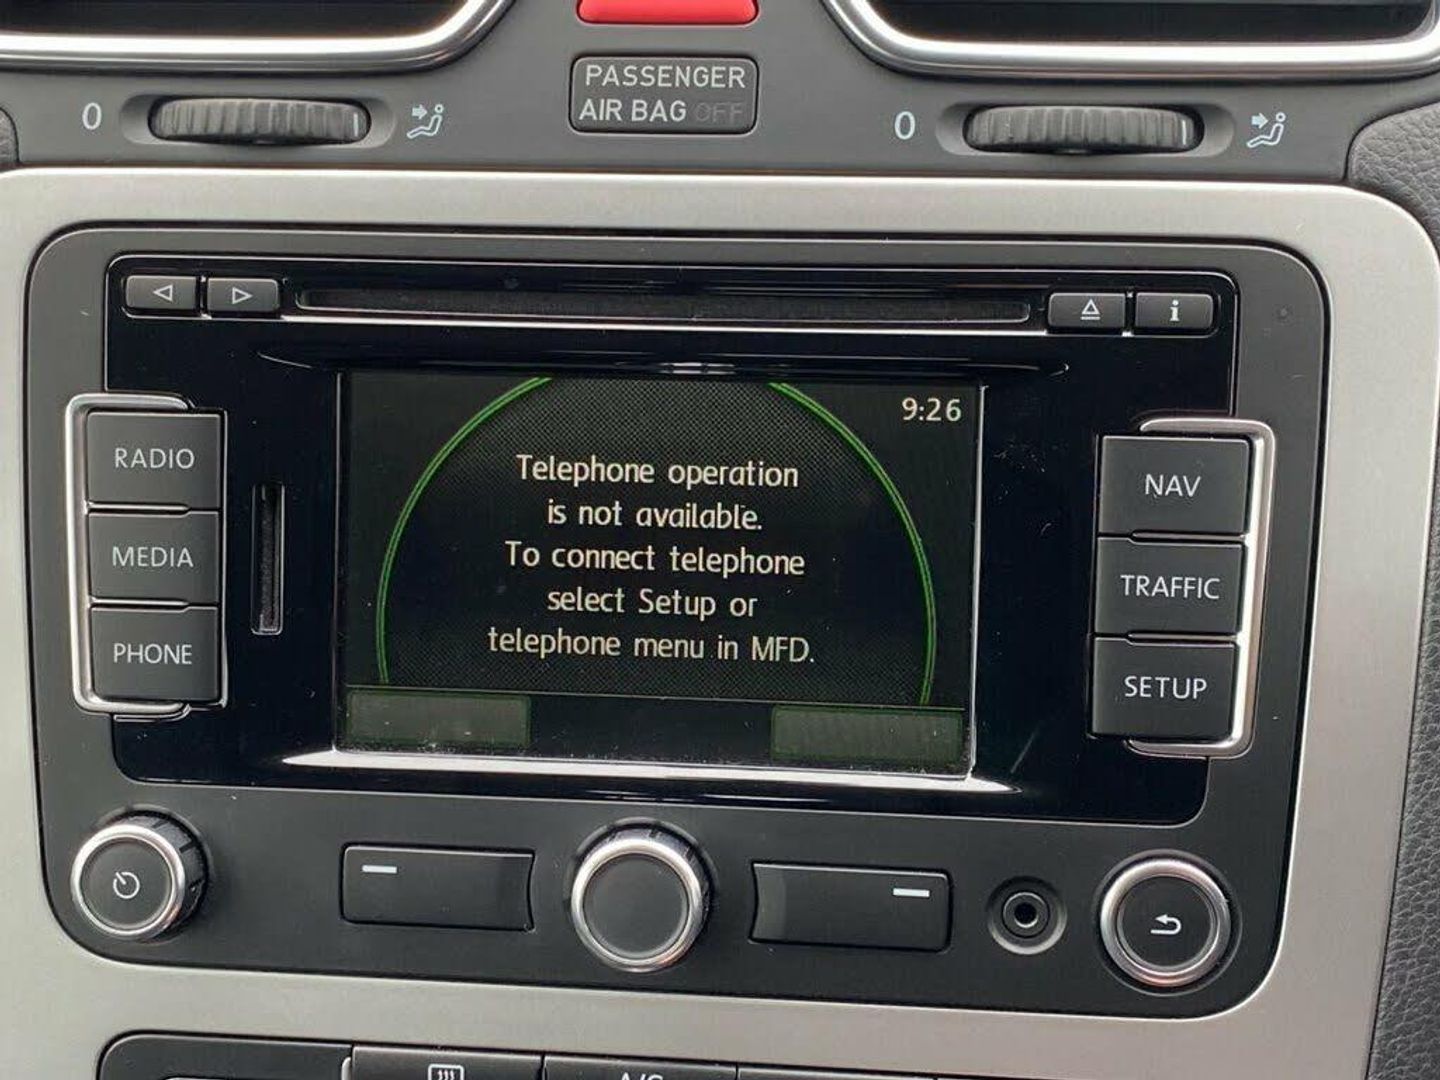 PASSENGER
AIR BAG OFF
0
0
i
9:26
Telephone operation
is not available.
To connect telephone
select Setup or
telephone menu in MFD.
RADIO
MEDIA
PHONE
NAV
TRAFFIC
SETUP
A/C